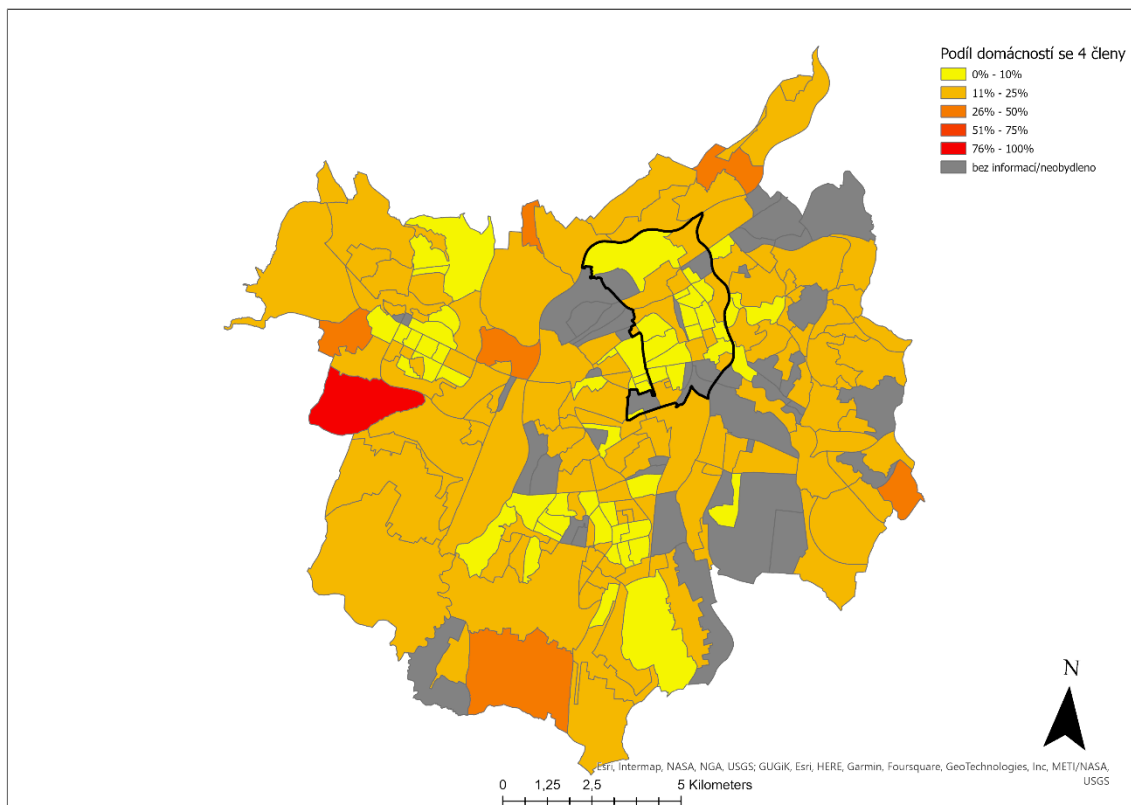 Podíl domácností se 4 členy
0% - 10%
11% - 25%
26% - 50%
51% - 75%
76% - 100%
bez informací/neobydleno
N
Esri, Intermap, NASA, NGA, USGS; GUGiK, Esri, HERE, Garmin, Foursquare, GeoTechnologies, Inc, METI/NASA,
USGS
0 1,25 2,5 5 Kilometers